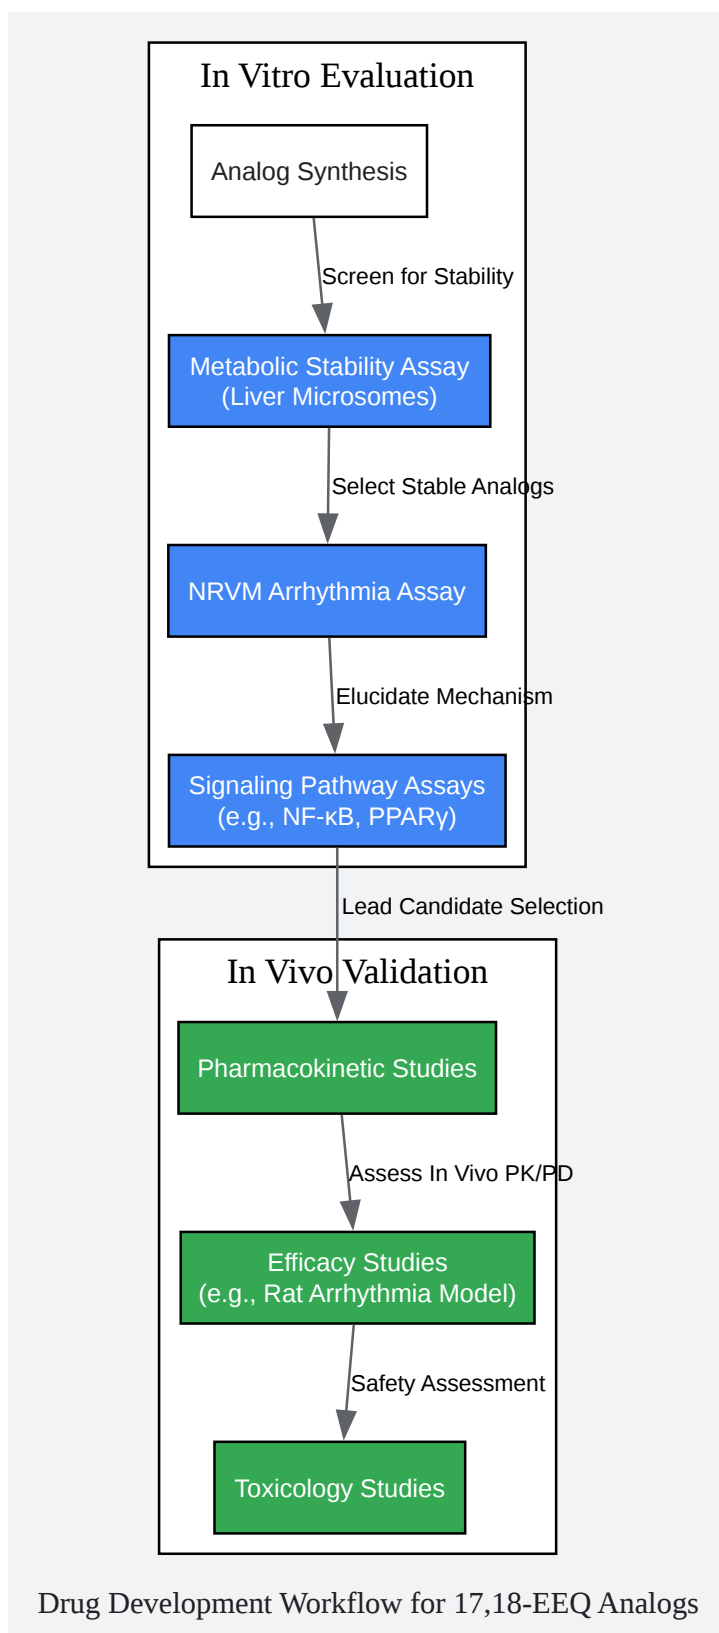 In Vitro Evaluation
Analog Synthesis
Screen for Stability
Metabolic Stability Assay
(Liver Microsomes)
Select Stable Analogs
NRVM Arrhythmia Assay
Elucidate Mechanism
Signaling Pathway Assays
(e.g., NF-κB, PPARγ)
Lead Candidate Selection
In Vivo Validation
Pharmacokinetic Studies
Assess In Vivo PK/PD
Efficacy Studies
(e.g., Rat Arrhythmia Model)
Safety Assessment
Toxicology Studies
Drug Development Workflow for 17,18-EEQ Analogs